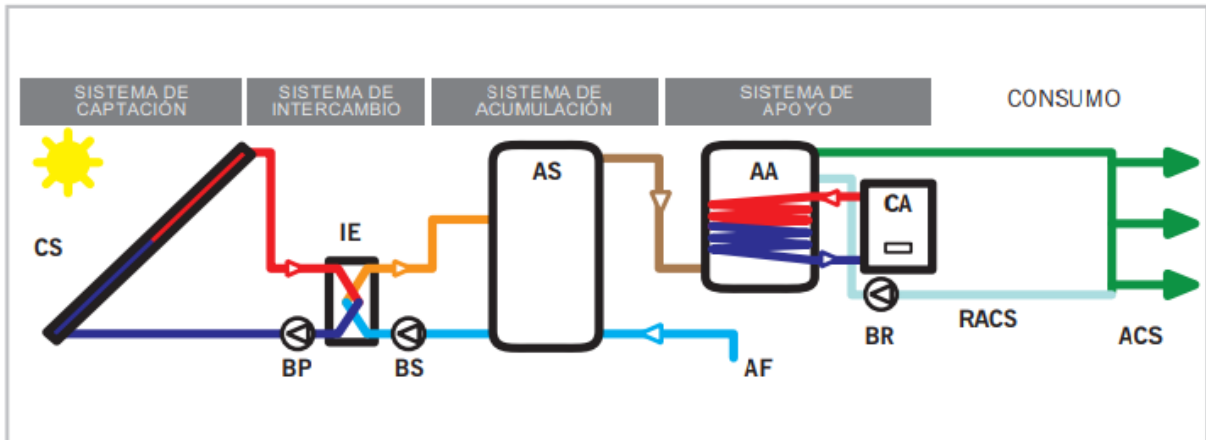 SISTEMA DE
CAPTACIÓN
SISTEMA DE
INTERCAMBIO
SISTEMA DE
ACUMULACIÓN
SISTEMA DE
APOYO
CONSUMO
AS
AA
CA
CS
IE
BP
BS
AF
BR
RACS
ACS